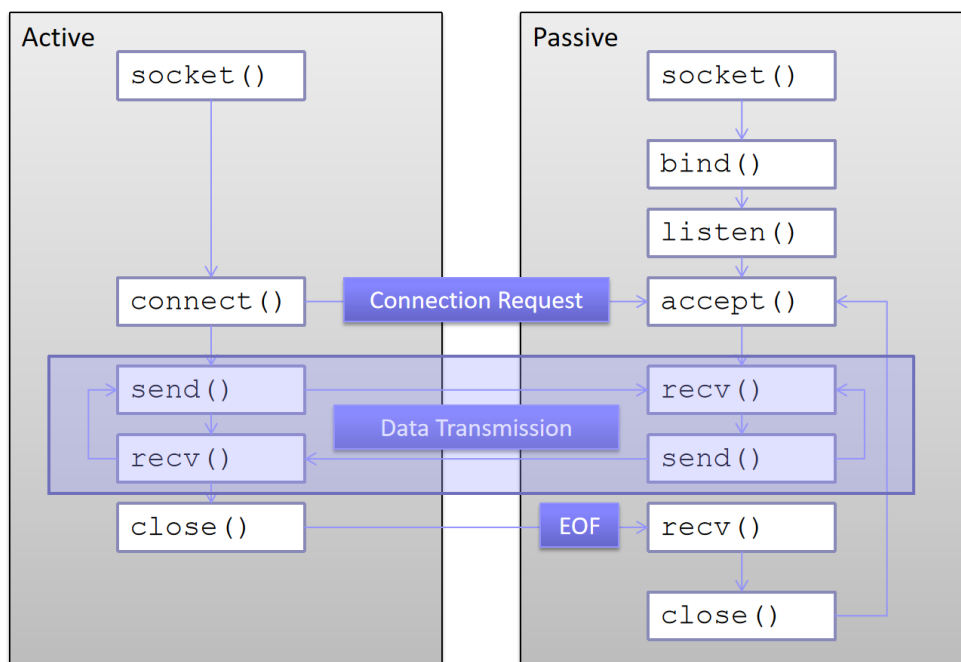 Active
socket()
connect()
send()
recv()
close()
Connection Request
Data Transmission
EOF
Passive
socket()
bind()
listen()
accept()
recv()
send()
recv()
close()